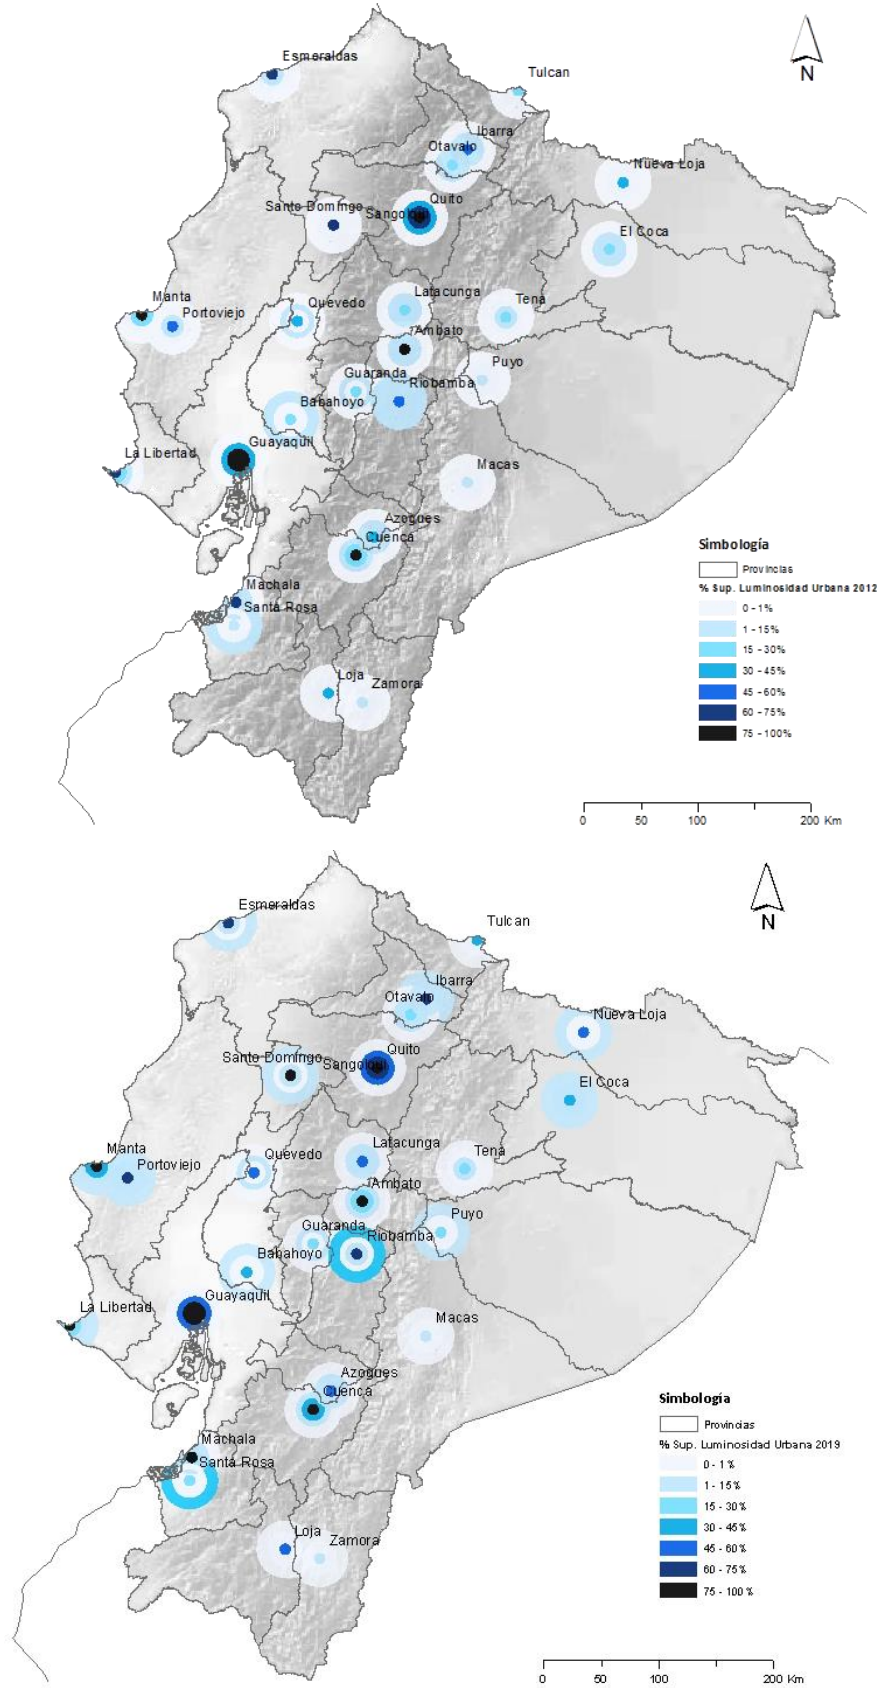 Esmeraldas
N
Tulcan
Ibarra
Otavalo
Nueva Loja
Quito
Santo Domingo
Sangolquí
El Coca
Manta
Portoviejo
Quevedo
Latacunga
Tena
Ambato
Puyo
Guaranda
Riobamba
Babahoyo
Guayaquil
La Libertad
Macas
Azogues
Cuenca
Machala
Santa Rosa
Loja
Zamora
Simbología
Provincias
% Sup. Luminosidad Urbana 2012
0 - 1%
1 - 15%
15 - 30%
30 - 45%
45 - 60%
60 - 75%
75 - 100%
0 50 100 200 Km
Esmeraldas
N
Tulcan
Ibarra
Otavalo
Nueva Loja
Quito
Santo Domingo
Sangolquí
El Coca
Manta
Portoviejo
Quevedo
Latacunga
Tena
Ambato
Puyo
Guaranda
Riobamba
Babahoyo
Guayaquil
La Libertad
Macas
Azogues
Cuenca
Machala
Santa Rosa
Loja
Zamora
Simbología
Provincias
% Sup. Luminosidad Urbana 2019
0 - 1%
1 - 15%
15 - 30%
30 - 45%
45 - 60%
60 - 75%
75 - 100%
0 50 100 200 Km